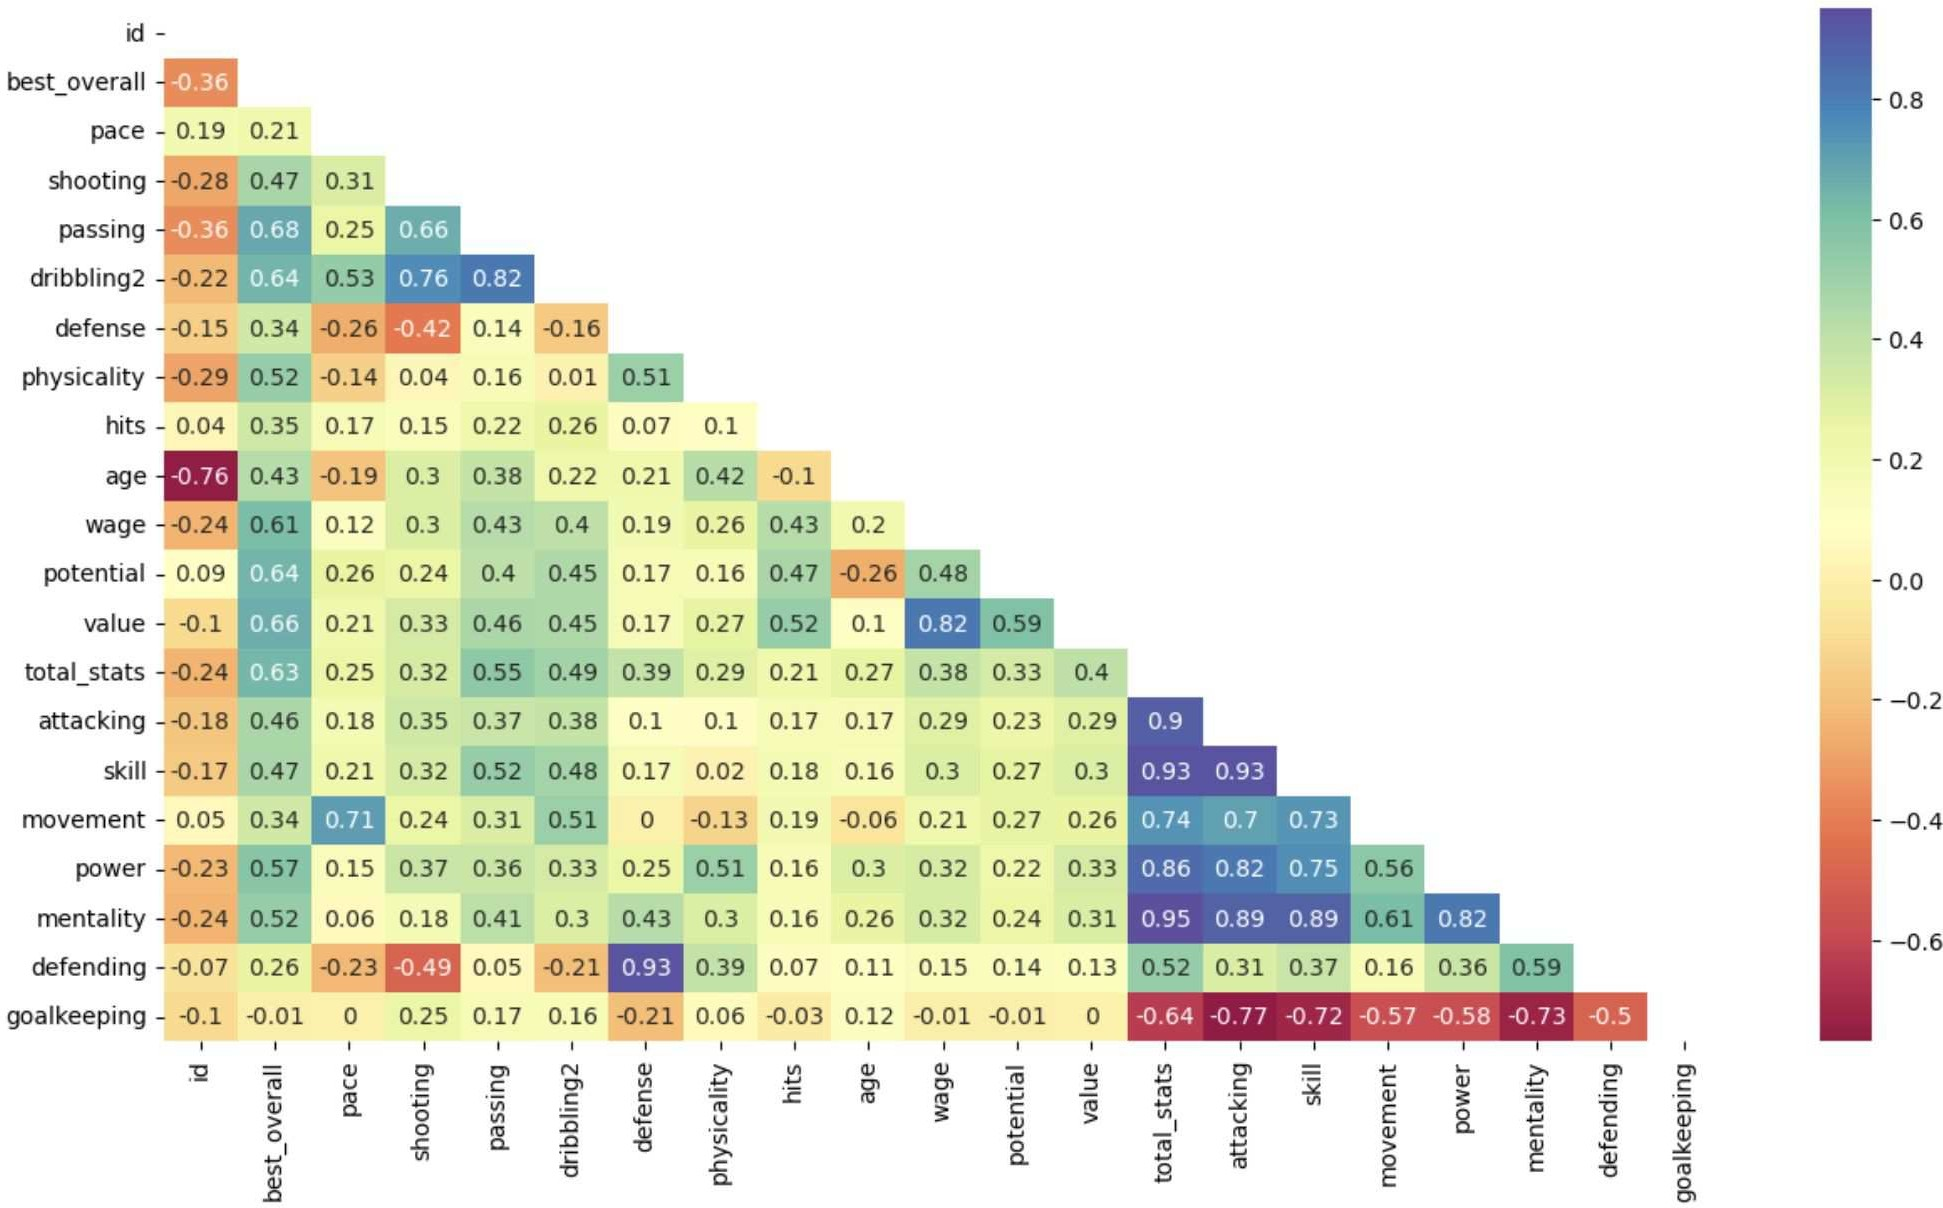 id
best_overall -0.36
pace 0.19 0.21
shooting -0.28 0.47 0.31
passing -0.36 0.68 0.25 0.66
dribbling2 -0.22 0.64 0.53 0.76 0.82
defense -0.15 0.34 -0.26 -0.42 0.14 -0.16
physicality -0.29 0.52 -0.14 0.04 0.16 0.01 0.51
hits 0.04 0.35 0.17 0.15 0.22 0.26 0.07 0.1
age -0.76 0.43 -0.19 0.3 0.38 0.22 0.21 0.42 -0.1
wage -0.24 0.61 0.12 0.3 0.43 0.4 0.19 0.26 0.43 0.2
potential 0.09 0.64 0.26 0.24 0.4 0.45 0.17 0.16 0.47 -0.26 0.48
value -0.1 0.66 0.21 0.33 0.46 0.45 0.17 0.27 0.52 0.1 0.82 0.59
total_stats -0.24 0.63 0.25 0.32 0.55 0.49 0.39 0.29 0.21 0.27 0.38 0.33 0.4
attacking -0.18 0.46 0.18 0.35 0.37 0.38 0.1 0.1 0.17 0.17 0.29 0.23 0.29 0.9
skill -0.17 0.47 0.21 0.32 0.52 0.48 0.17 0.02 0.18 0.16 0.3 0.27 0.3 0.93 0.93
movement 0.05 0.34 0.71 0.24 0.31 0.51 0 -0.13 0.19 -0.06 0.21 0.27 0.26 0.74 0.7 0.73
power -0.23 0.57 0.15 0.37 0.36 0.33 0.25 0.51 0.16 0.3 0.32 0.22 0.33 0.86 0.82 0.75 0.56
mentality -0.24 0.52 0.06 0.18 0.41 0.3 0.43 0.3 0.16 0.26 0.32 0.24 0.31 0.95 0.89 0.89 0.61 0.82
defending -0.07 0.26 -0.23 -0.49 0.05 -0.21 0.93 0.39 0.07 0.11 0.15 0.14 0.13 0.52 0.31 0.37 0.16 0.36 0.59
goalkeeping -0.1 -0.01 0 0.25 0.17 0.16 -0.21 0.06 -0.03 0.12 -0.01 -0.01 0 -0.64 -0.77 -0.72 -0.57 -0.58 -0.73 -0.5
id best_overall pace shooting passing dribbling2 defense physicality hits age wage potential value total_stats attacking skill movement power mentality defending goalkeeping
0.8
0.6
0.4
0.2
0.0
−0.2
−0.4
−0.6